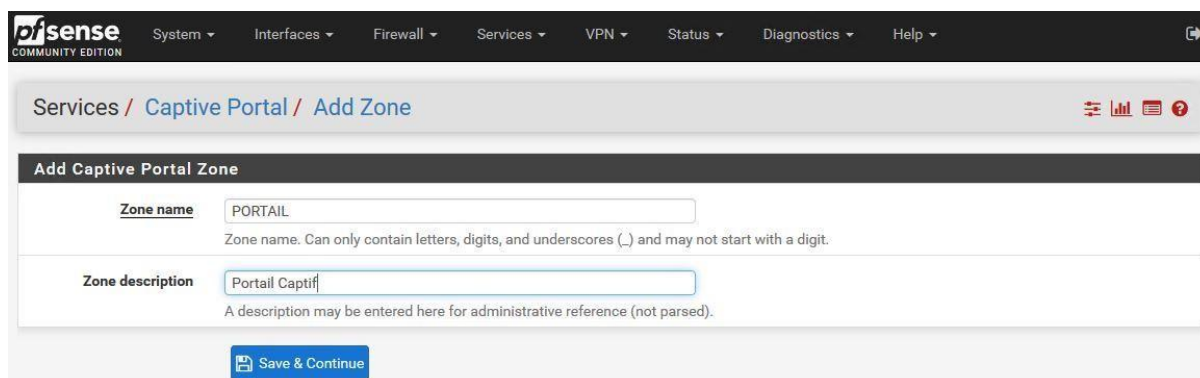 pfsense
COMMUNITY EDITION
System Interfaces Firewall Services VPN Status Diagnostics Help
Services / Captive Portal / Add Zone
Add Captive Portal Zone
Zone name PORTAIL
Zone name. Can only contain letters, digits, and underscores (_) and may not start with a digit.
Zone description Portail Captif
A description may be entered here for administrative reference (not parsed).
Save & Continue